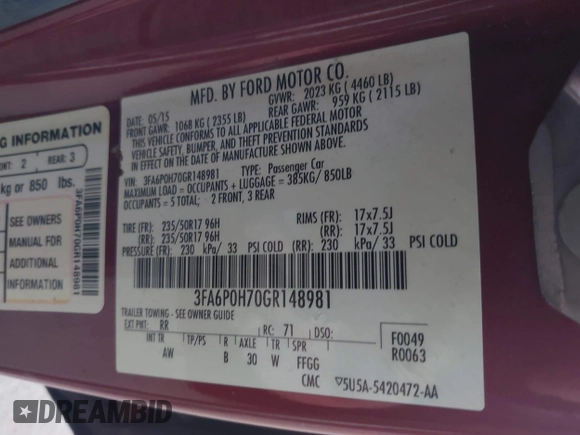 MFD. BY FORD MOTOR CO.
DATE: 05/15 GVWR: 2023 KG ( 4460 LB)
FRONT GAWR: 1068 KG ( 2355 LB) REAR GAWR: 959 KG ( 2115 LB)
THIS VEHICLE CONFORMS TO ALL APPLICABLE FEDERAL MOTOR
VEHICLE SAFETY, BUMPER, AND THEFT PREVENTION STANDARDS
IN EFFECT ON THE DATE OF MANUFACTURE SHOWN ABOVE.
VIN: 3FA6P0H70GR148981 TYPE: Passenger Car
MAXIMUM LOAD = OCCUPANTS + LUGGAGE = 385KG/ 850LB
OCCUPANTS = 5 TOTAL: 2 FRONT, 3 REAR
TIRE (FR): 235/50R17 96H RIMS (FR): 17x7.5J
(RR): 235/50R17 96H (RR): 17x7.5J
PRESSURE (FR): 230 kPa/ 33 PSI COLD (RR): 230 kPa/ 33 PSI COLD
3FA6P0H70GR148981
TRAILER TOWING - SEE OWNER GUIDE
EXT PNT: RR RC: 71 DSO: F0049
R0063
INT TR TP/PS R AXLE TR SPR
AW B 30 W FFGG
CMC 5U5A-5420472-AA
G INFORMATION
ONT: 2 REAR: 3
kg or 850 lbs.
SEE OWNERS
MANUAL FOR
ADDITIONAL
INFORMATION
3FA6P0H70GR148981
DREAMBID